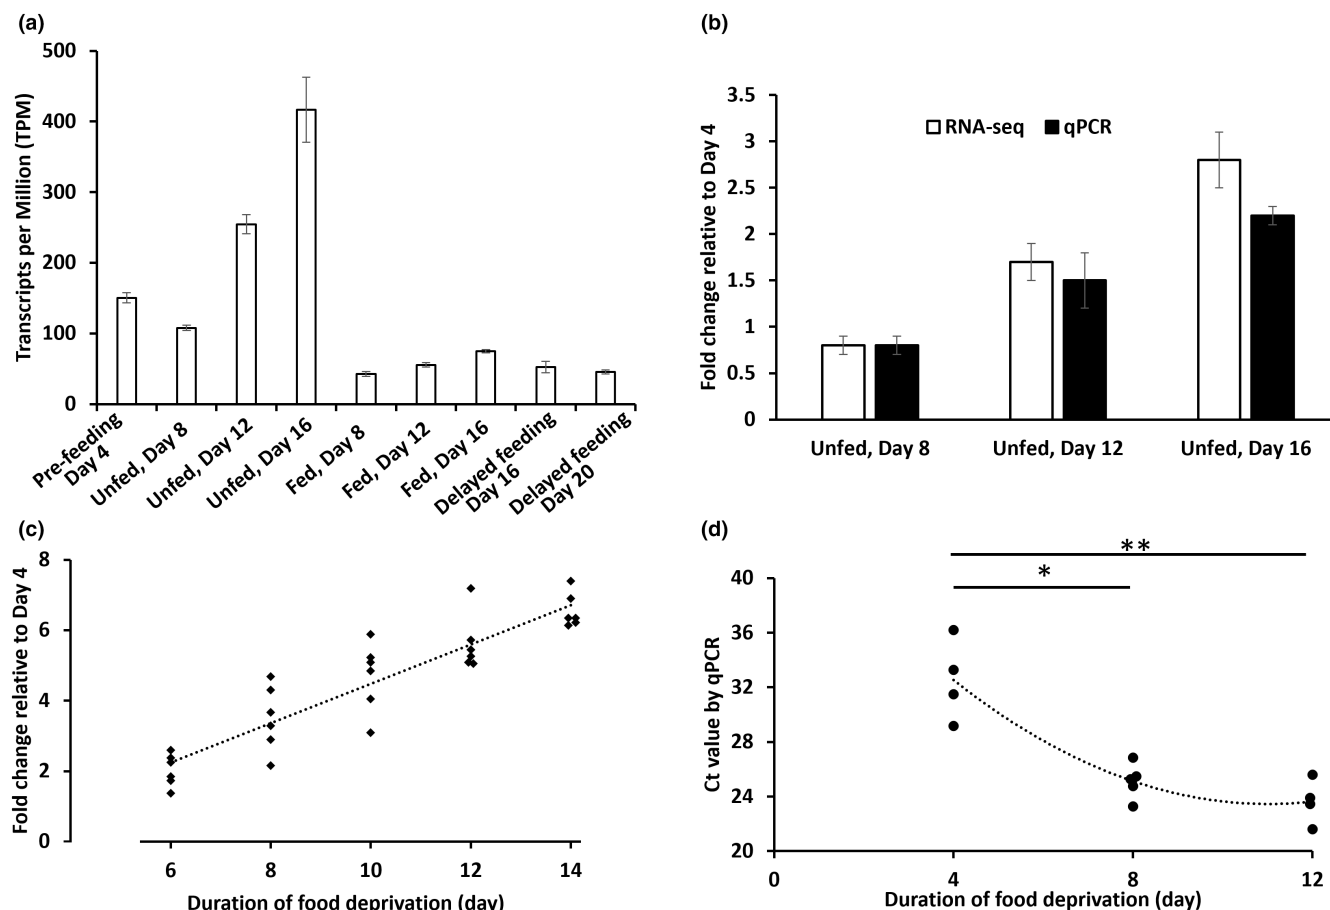 (a)
Transcripts per Million (TPM)
500
400
300
200
100
0
Pre-feeding
Day 4
Unfed, Day 8
Unfed, Day 12
Unfed, Day 16
Fed, Day 8
Fed, Day 12
Fed, Day 16
Delayed feeding
Day 16
Delayed feeding
Day 20
(b)
Fold change relative to Day 4
3.5
3
2.5
2
1.5
1
0.5
0
RNA-seq qPCR
Unfed, Day 8 Unfed, Day 12 Unfed, Day 16
(c)
Fold change relative to Day 4
8
6
4
2
0
6 8 10 12 14
Duration of food deprivation (day)
(d)
Ct value by qPCR
**
*
40
36
32
28
24
20
0 4 8 12
Duration of food deprivation (day)